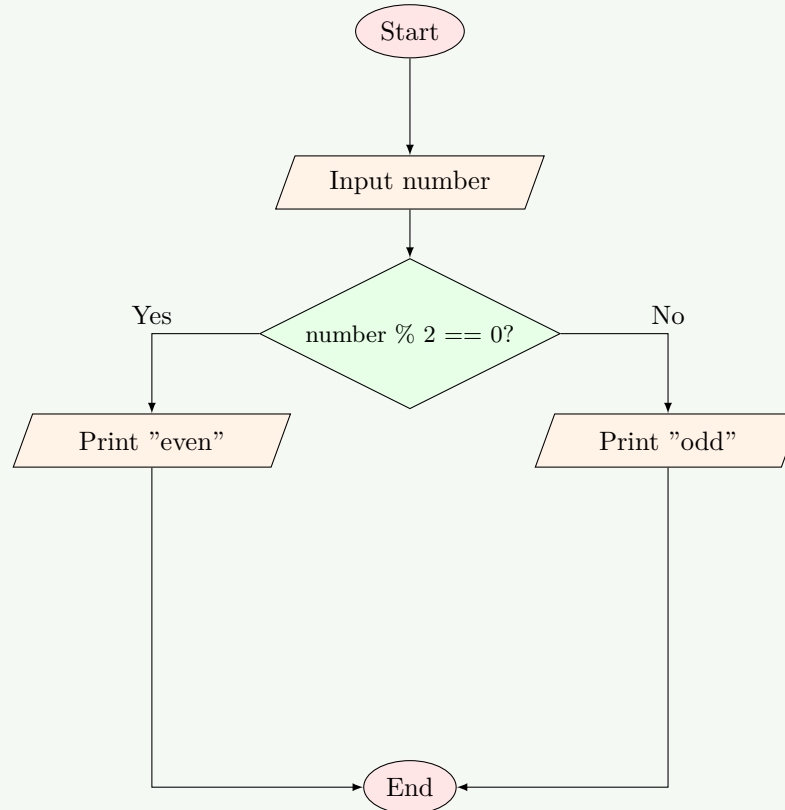 Start
Input number
number % 2 == 0?
Yes
No
Print ”even”
Print ”odd”
End